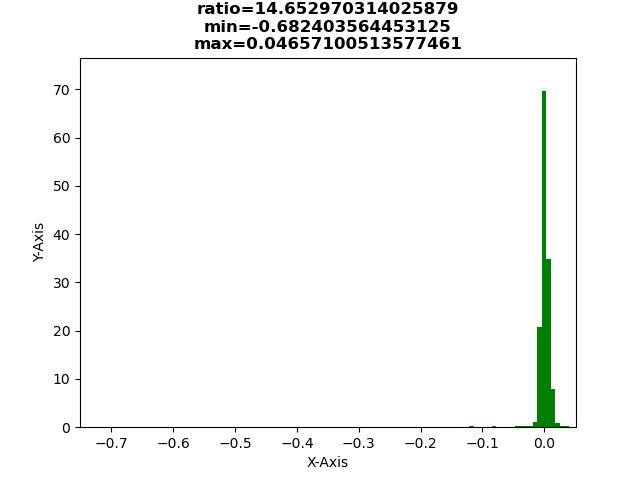 ratio=14.652970314025879
min=-0.682403564453125
max=0.04657100513577461
70
60
50
40
30
20
10
0
Y-Axis
−0.7 −0.6 −0.5 −0.4 −0.3 −0.2 −0.1 0.0
X-Axis